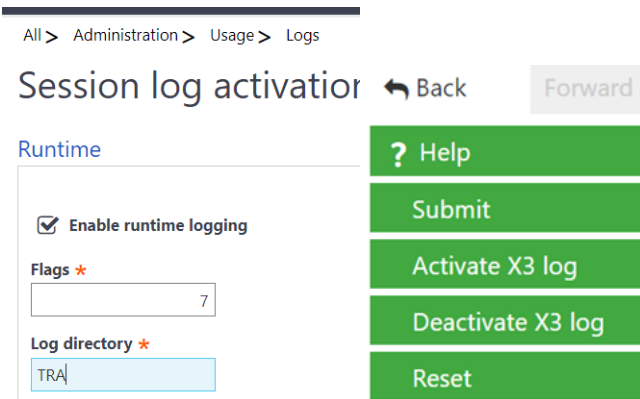 All > Administration > Usage > Logs
Session log activation
Runtime
Enable runtime logging
Flags *
7
Log directory *
TRA
Back
Forward
? Help
Submit
Activate X3 log
Deactivate X3 log
Reset